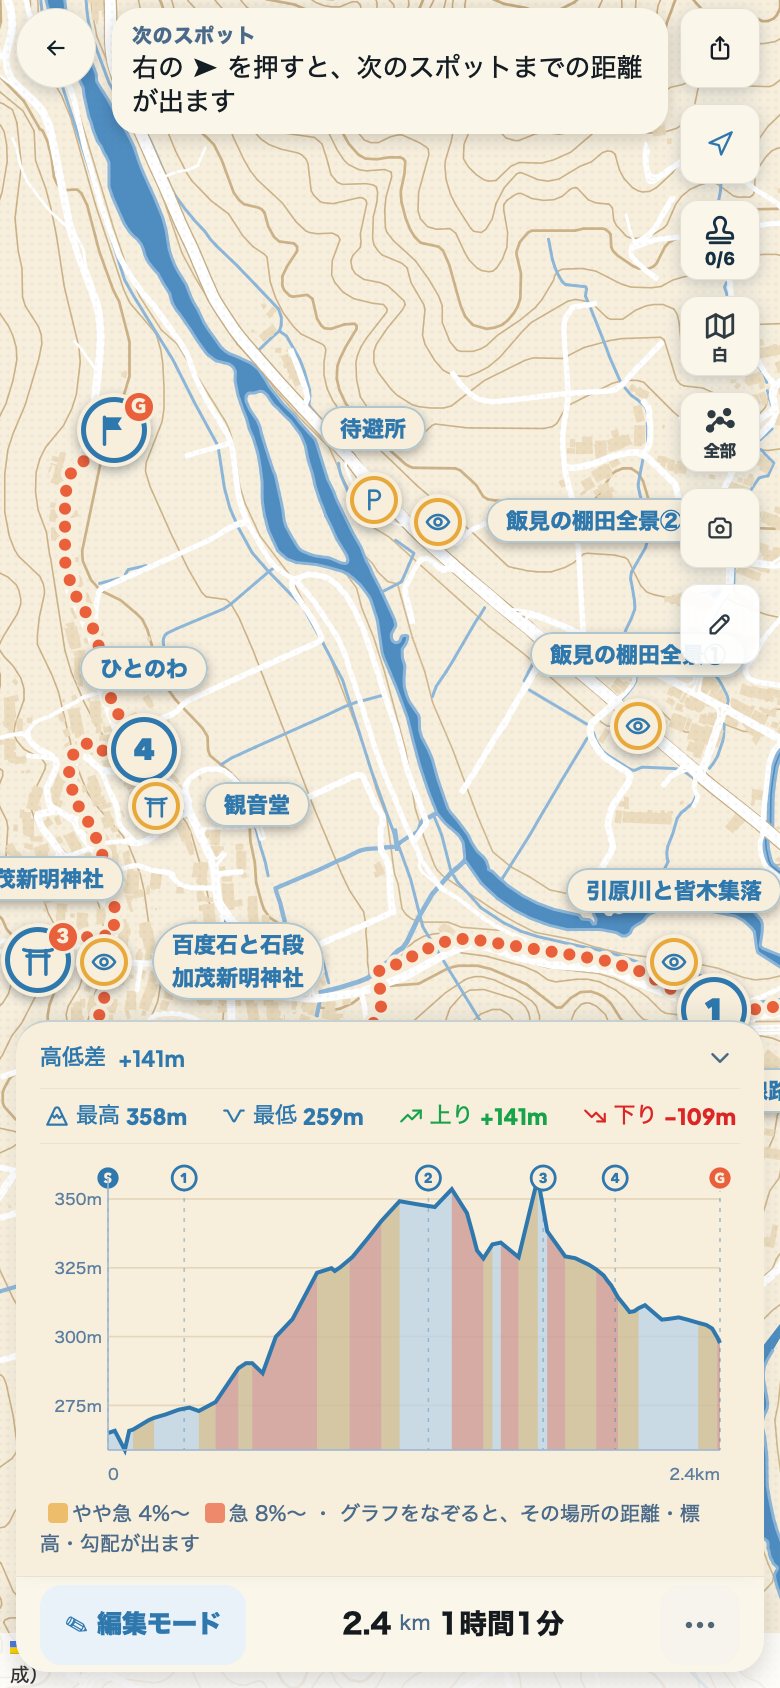 次のスポット
右の ➤ を押すと、次のスポットまでの距離
が出ます
0/6
白
全部
G
待避所
P
飯見の棚田全景②
飯見の棚田全景①
ひとのわ
4
観音堂
茂新明神社
引原川と皆木集落
3
百度石と石段
加茂新明神社
1
高低差 +141m
最高 358m 最低 259m 上り +141m 下り -109m
S 1 2 3 4 G
350m
325m
300m
275m
0 2.4km
やや急 4%〜 急 8%〜 ・ グラフをなぞると、その場所の距離・標
高・勾配が出ます
編集モード 2.4 km 1時間1分
成)